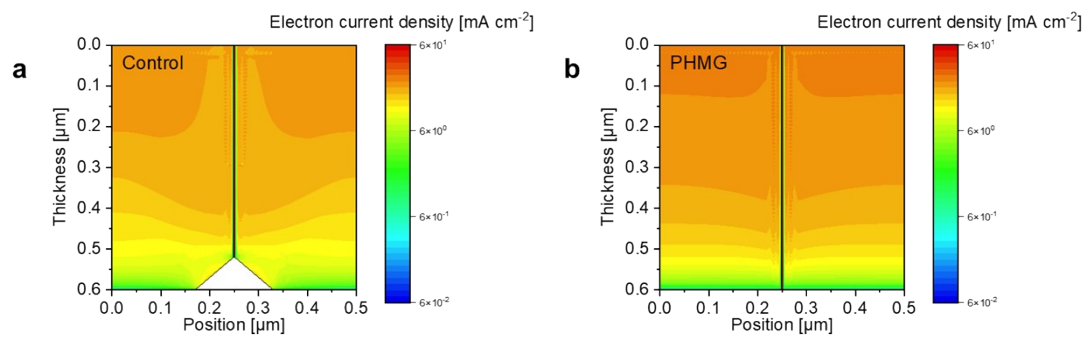 Electron current density [mA cm-2]
a
Control
0.0
0.1
0.2
0.3
0.4
0.5
0.6
Thickness [µm]
0.0 0.1 0.2 0.3 0.4 0.5
Position [µm]
6×10¹
6×10⁰
6×10⁻¹
6×10⁻²
Electron current density [mA cm-2]
b
PHMG
0.0
0.1
0.2
0.3
0.4
0.5
0.6
Thickness [µm]
0.0 0.1 0.2 0.3 0.4 0.5
Position [µm]
6×10¹
6×10⁰
6×10⁻¹
6×10⁻²